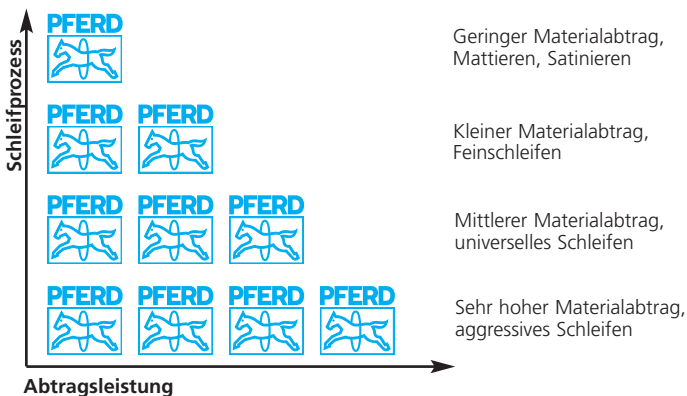 Schleifprozess
PFERD
Geringer Materialabtrag,
Mattieren, Satinieren
PFERD PFERD
Kleiner Materialabtrag,
Feinschleifen
PFERD PFERD PFERD
Mittlerer Materialabtrag,
universelles Schleifen
PFERD PFERD PFERD PFERD
Sehr hoher Materialabtrag,
aggressives Schleifen
Abtragsleistung